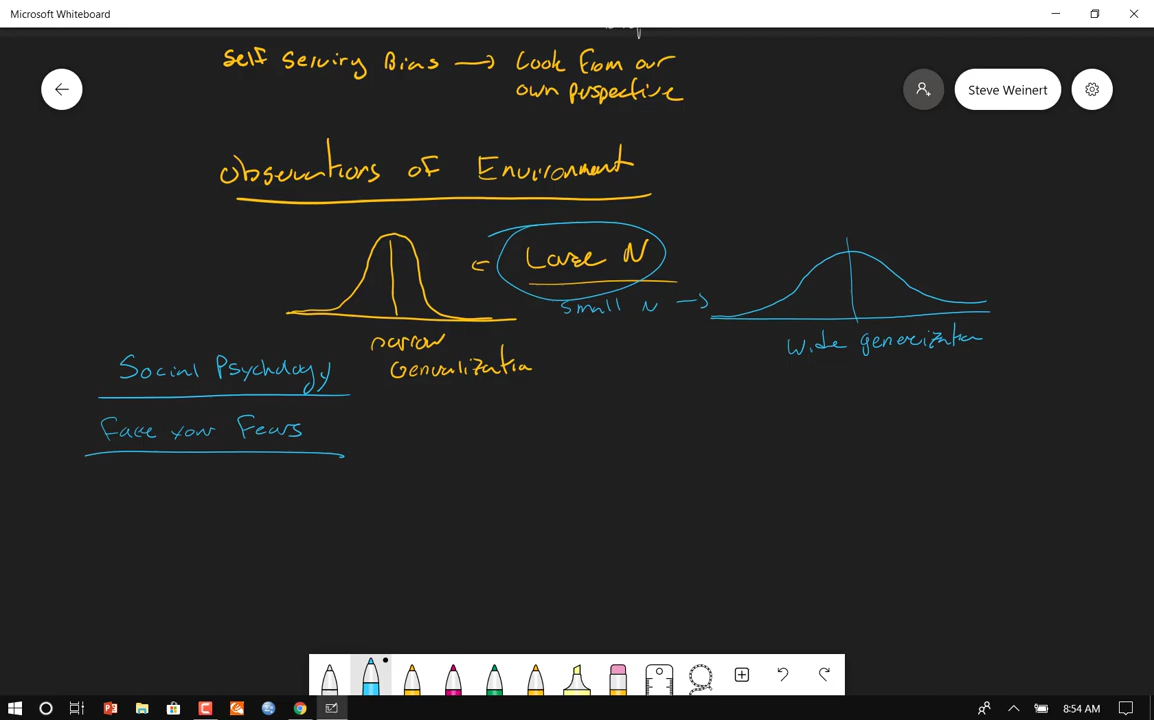 Microsoft Whiteboard
Self Serving Bias → Look from our
own perspective
Steve Weinert
Observations of Environment
← Large N
small N →
narrow
Generalization
wide generization
Social Psychology
Face your Fears
8:54 AM